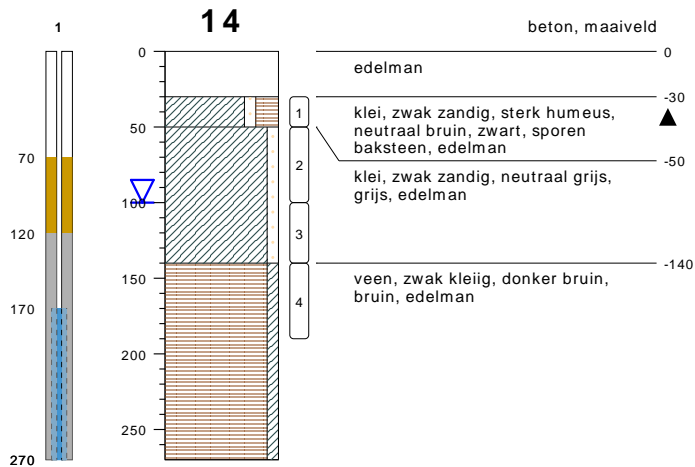 1
14
beton, maaiveld
0
0
edelman
-30
1
klei, zwak zandig, sterk humeus,
neutraal bruin, zwart, sporen
baksteen, edelman
50
-50
70
2
klei, zwak zandig, neutraal grijs,
grijs, edelman
100
120
3
-140
150
veen, zwak kleiig, donker bruin,
bruin, edelman
4
170
200
250
270